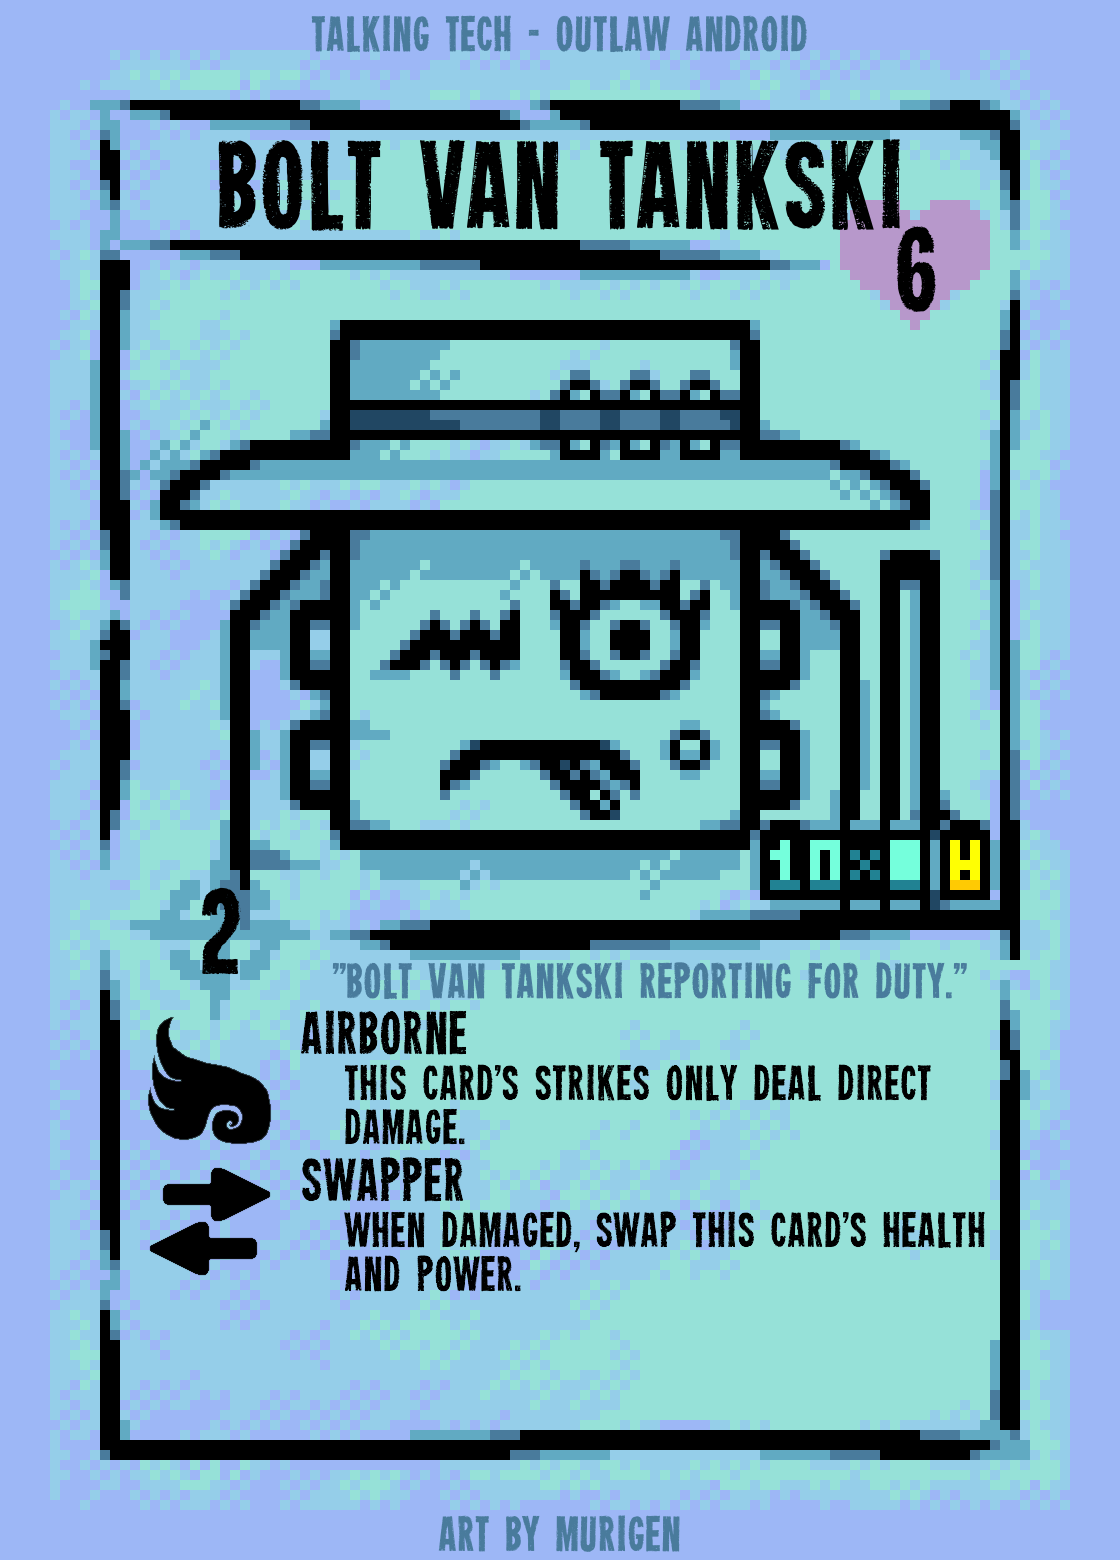 TALKING TECH - OUTLAW ANDROID
BOLT VAN TANKSKI
6
10×
2
"BOLT VAN TANKSKI REPORTING FOR DUTY."
AIRBORNE
THIS CARD'S STRIKES ONLY DEAL DIRECT
DAMAGE.
SWAPPER
WHEN DAMAGED, SWAP THIS CARD'S HEALTH
AND POWER.
ART BY MURIGEN